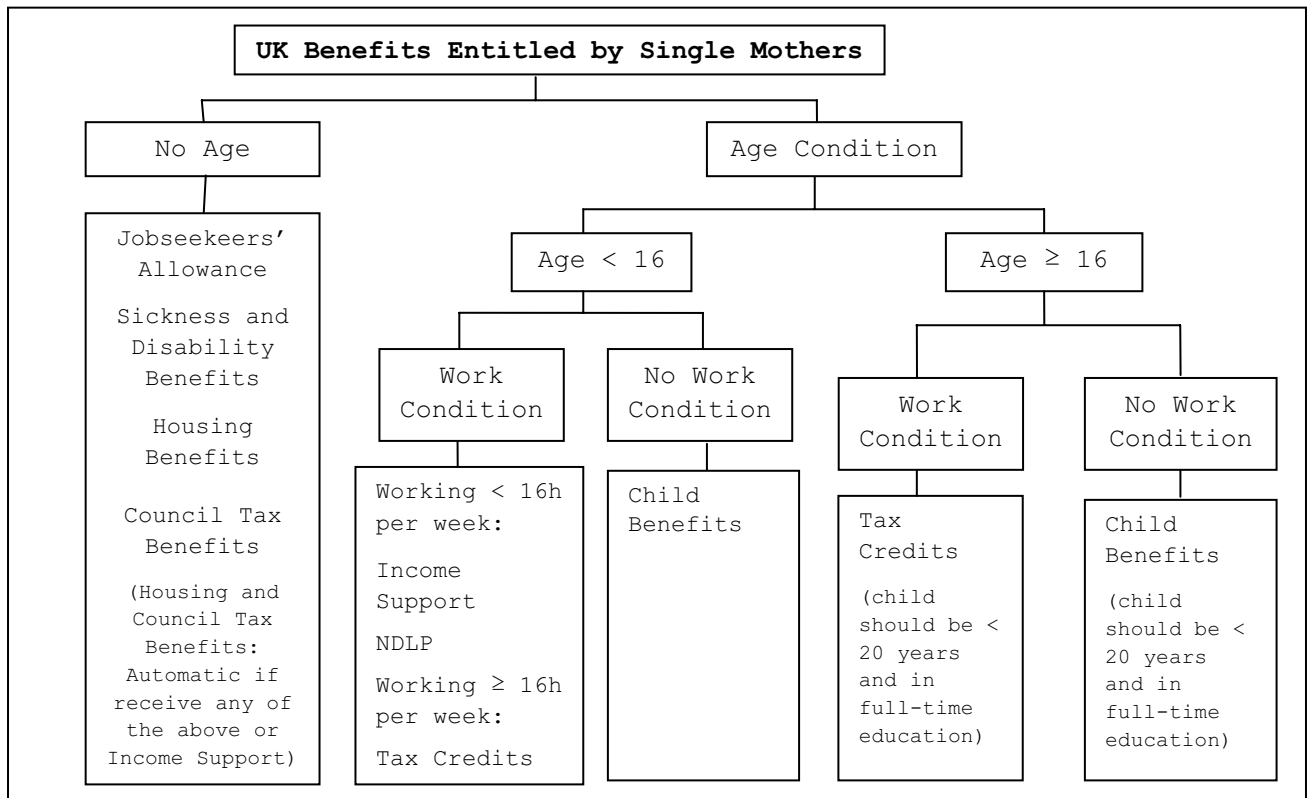 UK Benefits Entitled by Single Mothers
No Age
Age Condition
Jobseekeers’
Allowance
Sickness and
Disability
Benefits
Housing
Benefits
Council Tax
Benefits
(Housing and
Council Tax
Benefits:
Automatic if
receive any of
the above or
Income Support)
Age < 16
Work
Condition
Working < 16h
per week:
Income
Support
NDLP
Working ≥ 16h
per week:
Tax Credits
No Work
Condition
Child
Benefits
Age ≥ 16
Work
Condition
Tax
Credits
(child
should be <
20 years
and in
full-time
education)
No Work
Condition
Child
Benefits
(child
should be <
20 years
and in
full-time
education)